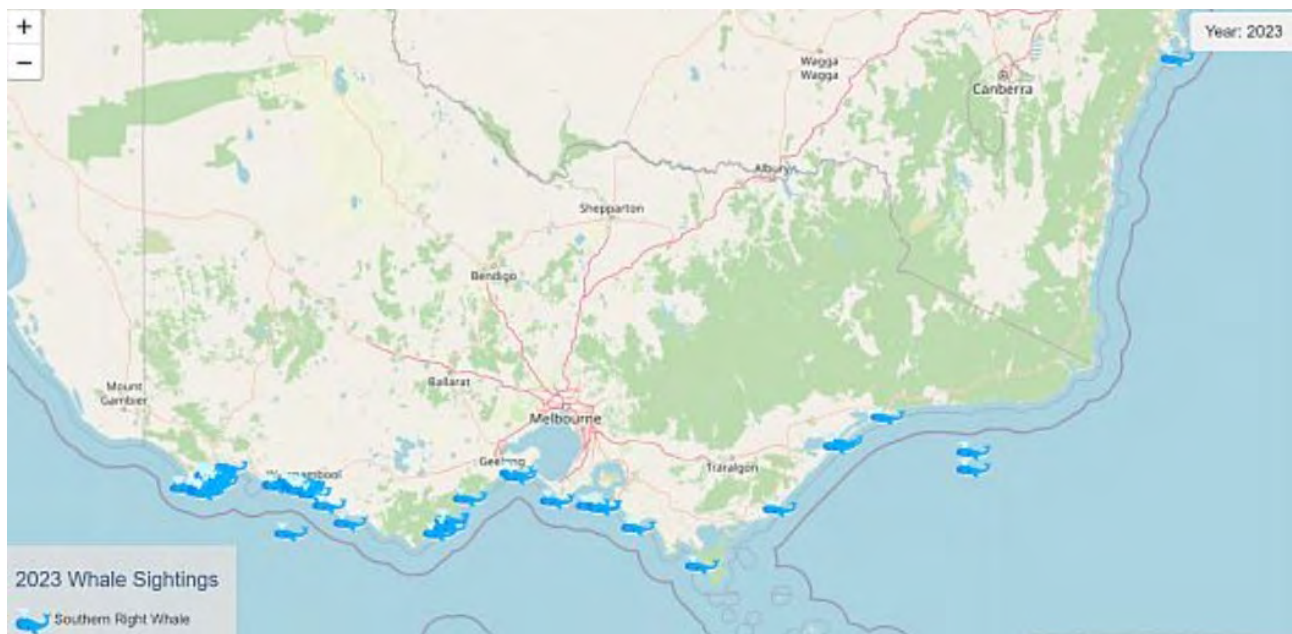 +
Year: 2023
−
Wagga
Wagga
Canberra
Albury
Shepparton
Bendigo
Mount
Gambier
Ballarat
Melbourne
Geelong
Traralgon
2023 Whale Sightings
Southern Right Whale